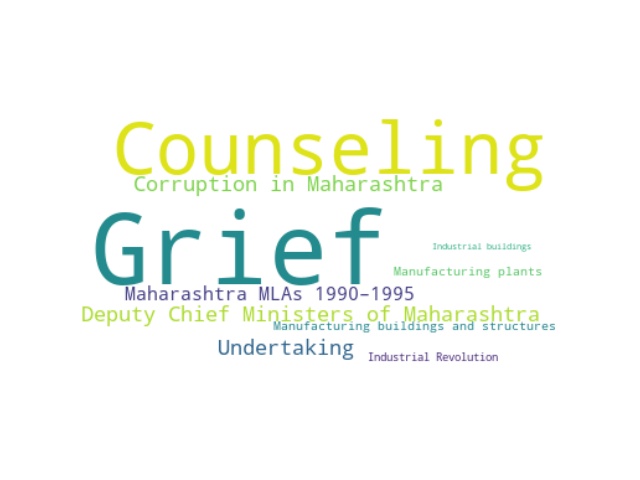 Counseling
Corruption in Maharashtra
Grief
Industrial buildings
Manufacturing plants
Maharashtra MLAs 1990–1995
Deputy Chief Ministers of Maharashtra
Manufacturing buildings and structures
Undertaking
Industrial Revolution